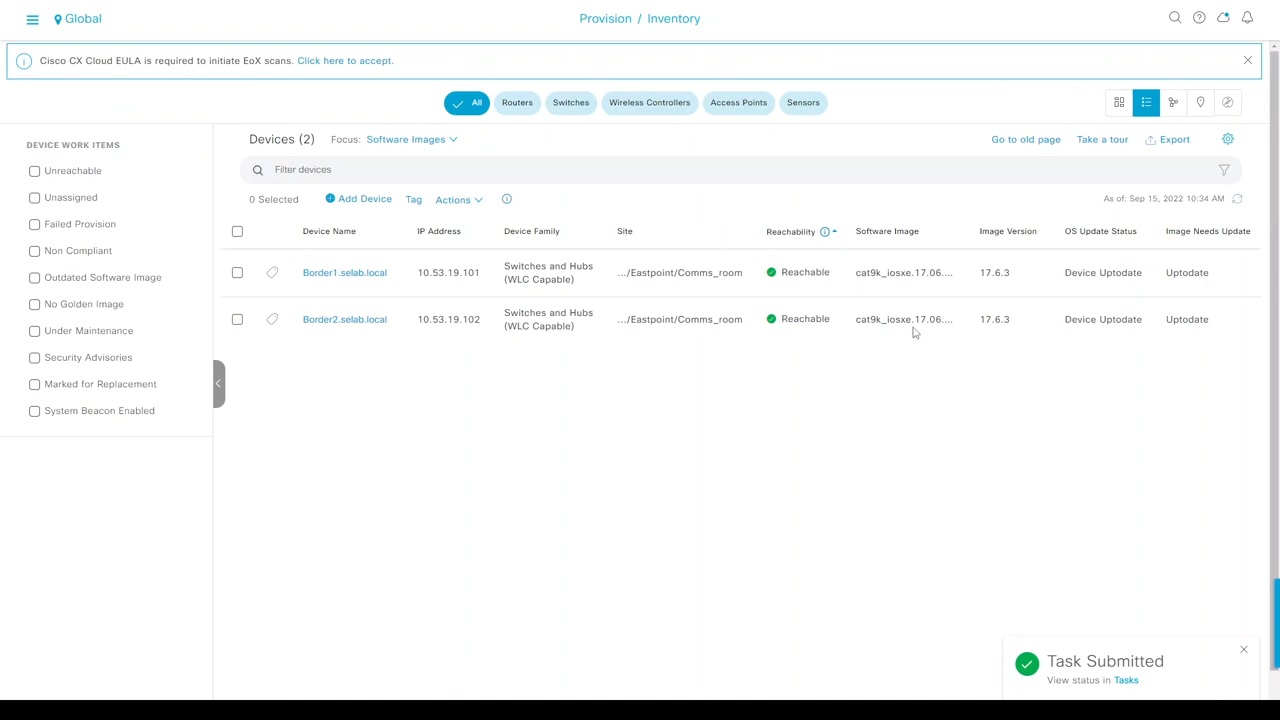 Global
Provision / Inventory
Cisco CX Cloud EULA is required to initiate EoX scans. Click here to accept.
All Routers Switches Wireless Controllers Access Points Sensors
DEVICE WORK ITEMS
Unreachable
Unassigned
Failed Provision
Non Compliant
Outdated Software Image
No Golden Image
Under Maintenance
Security Advisories
Marked for Replacement
System Beacon Enabled
Devices (2) Focus: Software Images Go to old page Take a tour Export
Filter devices
0 Selected Add Device Tag Actions As of: Sep 15, 2022 10:34 AM
Device Name IP Address Device Family Site Reachability Software Image Image Version OS Update Status Image Needs Update
Border1.selab.local 10.53.19.101 Switches and Hubs (WLC Capable) .../Eastpoint/Comms_room Reachable cat9k_iosxe.17.06.... 17.6.3 Device Uptodate Uptodate
Border2.selab.local 10.53.19.102 Switches and Hubs (WLC Capable) .../Eastpoint/Comms_room Reachable cat9k_iosxe.17.06.... 17.6.3 Device Uptodate Uptodate
Task Submitted
View status in Tasks